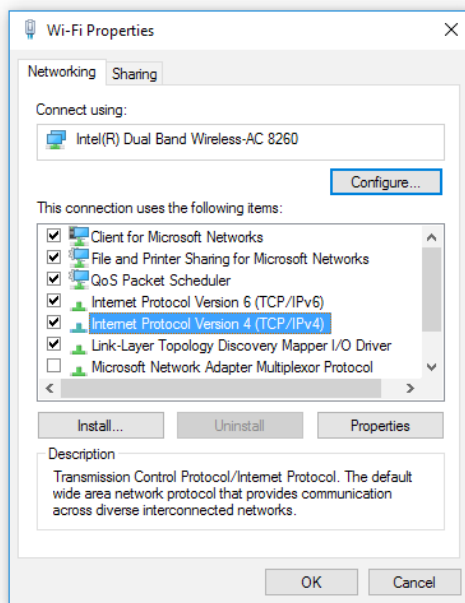 Wi-Fi Properties
Networking
Sharing
Connect using:
Intel(R) Dual Band Wireless-AC 8260
Configure...
This connection uses the following items:
Client for Microsoft Networks
File and Printer Sharing for Microsoft Networks
QoS Packet Scheduler
Internet Protocol Version 6 (TCP/IPv6)
Internet Protocol Version 4 (TCP/IPv4)
Link-Layer Topology Discovery Mapper I/O Driver
Microsoft Network Adapter Multiplexor Protocol
Install...
Uninstall
Properties
Description
Transmission Control Protocol/Internet Protocol. The default
wide area network protocol that provides communication
across diverse interconnected networks.
OK
Cancel